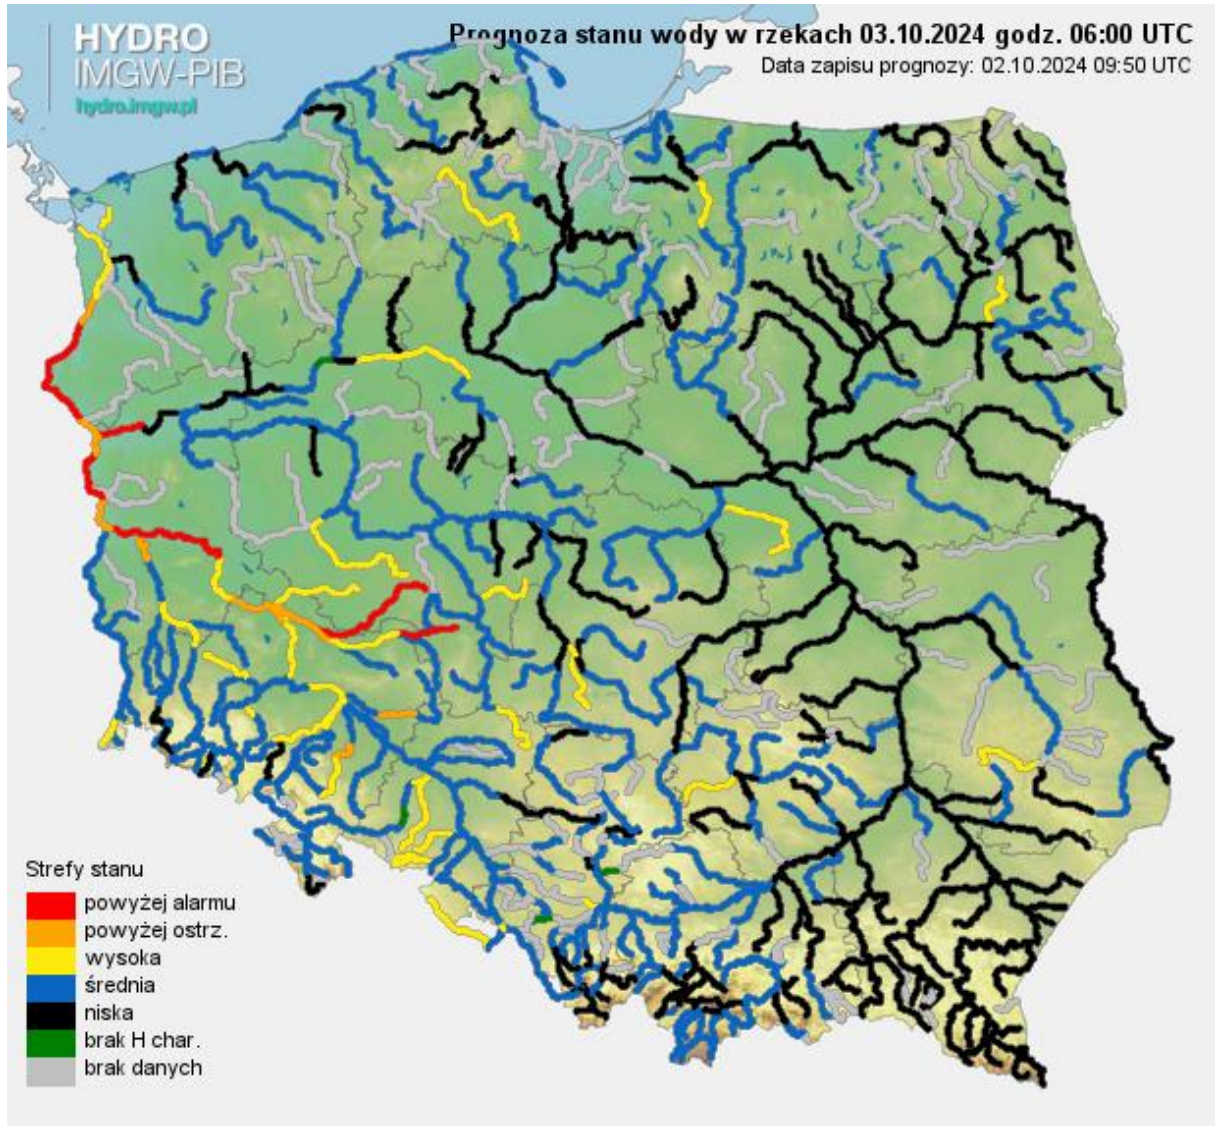 HYDRO
IMGW-PIB
hydro.imgw.pl
Prognoza stanu wody w rzekach 03.10.2024 godz. 06:00 UTC
Data zapisu prognozy: 02.10.2024 09:50 UTC
Strefy stanu
powyżej alarmu
powyżej ostrz.
wysoka
średnia
niska
brak H char.
brak danych